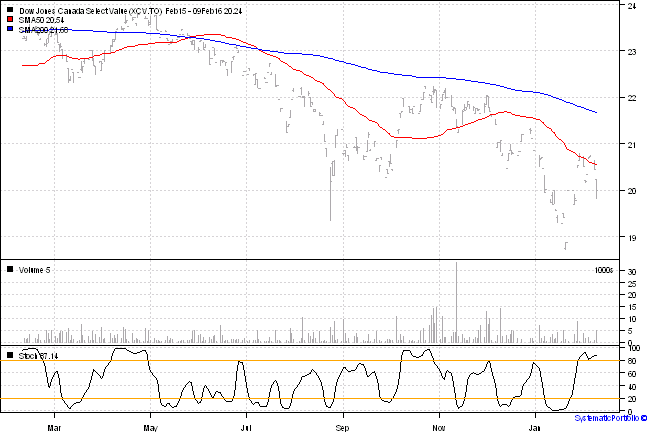 Dow Jones Canada Select Value (XCV.TO) Feb15 - 09Feb16 20.24
SMA50 20.54
SMA200 21.68
24
23
22
21
20
19
Volume 5
1000s
30
25
20
15
10
5
0
Stoch 87.14
100
80
60
40
20
0
Mar May Jul Sep Nov Jan
SystematicPortfolio ©